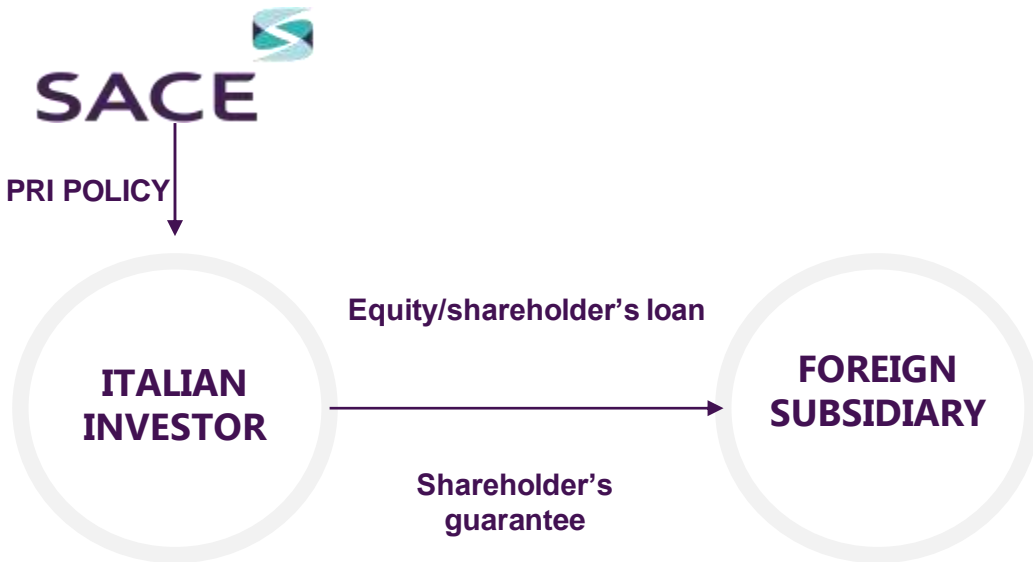 SACE
PRI POLICY
Equity/shareholder’s loan
ITALIAN
INVESTOR
FOREIGN
SUBSIDIARY
Shareholder’s
guarantee